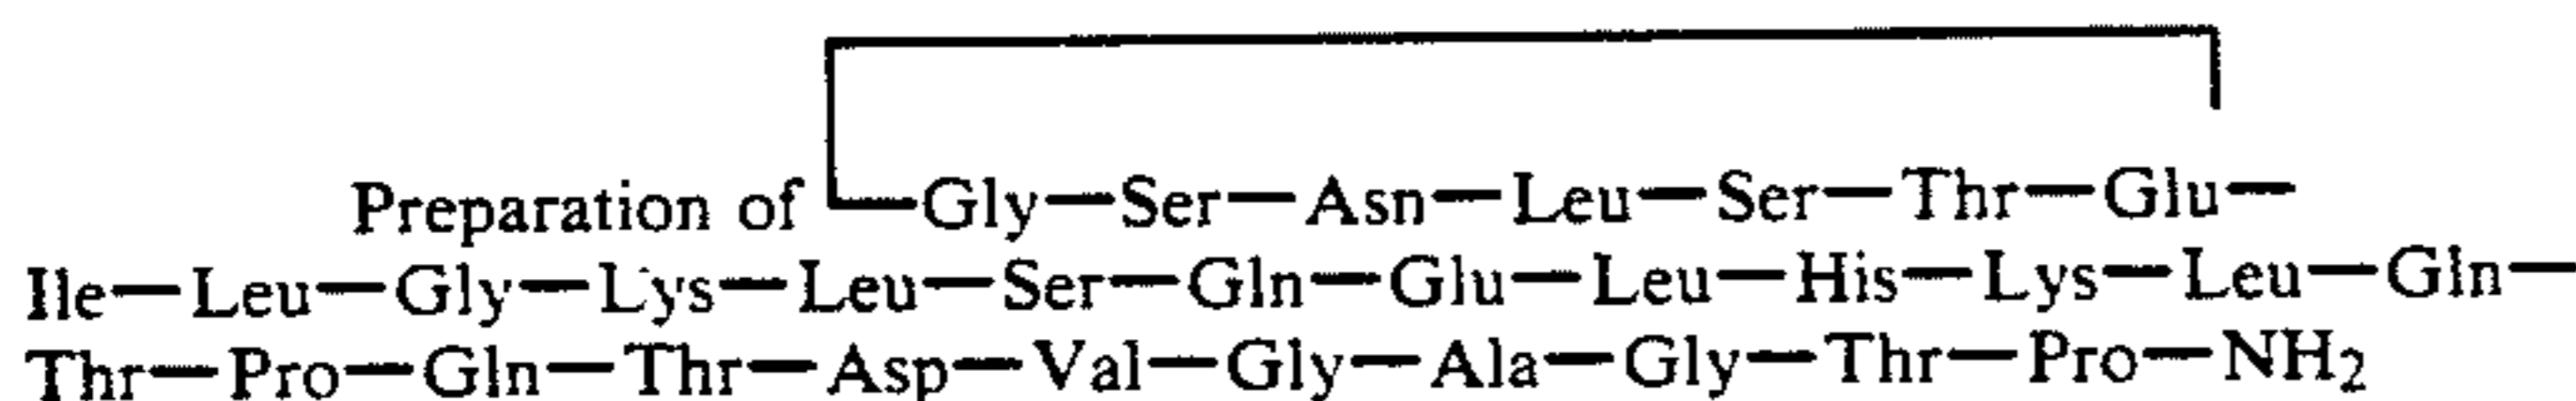 Preparation of Gly—Ser—Asn—Leu—Ser—Thr—Glu—
Ile—Leu—Gly—Lys—Leu—Ser—Gln—Glu—Leu—His—Lys—Leu—Gln—
Thr—Pro—Gln—Thr—Asp—Val—Gly—Ala—Gly—Thr—Pro—NH₂